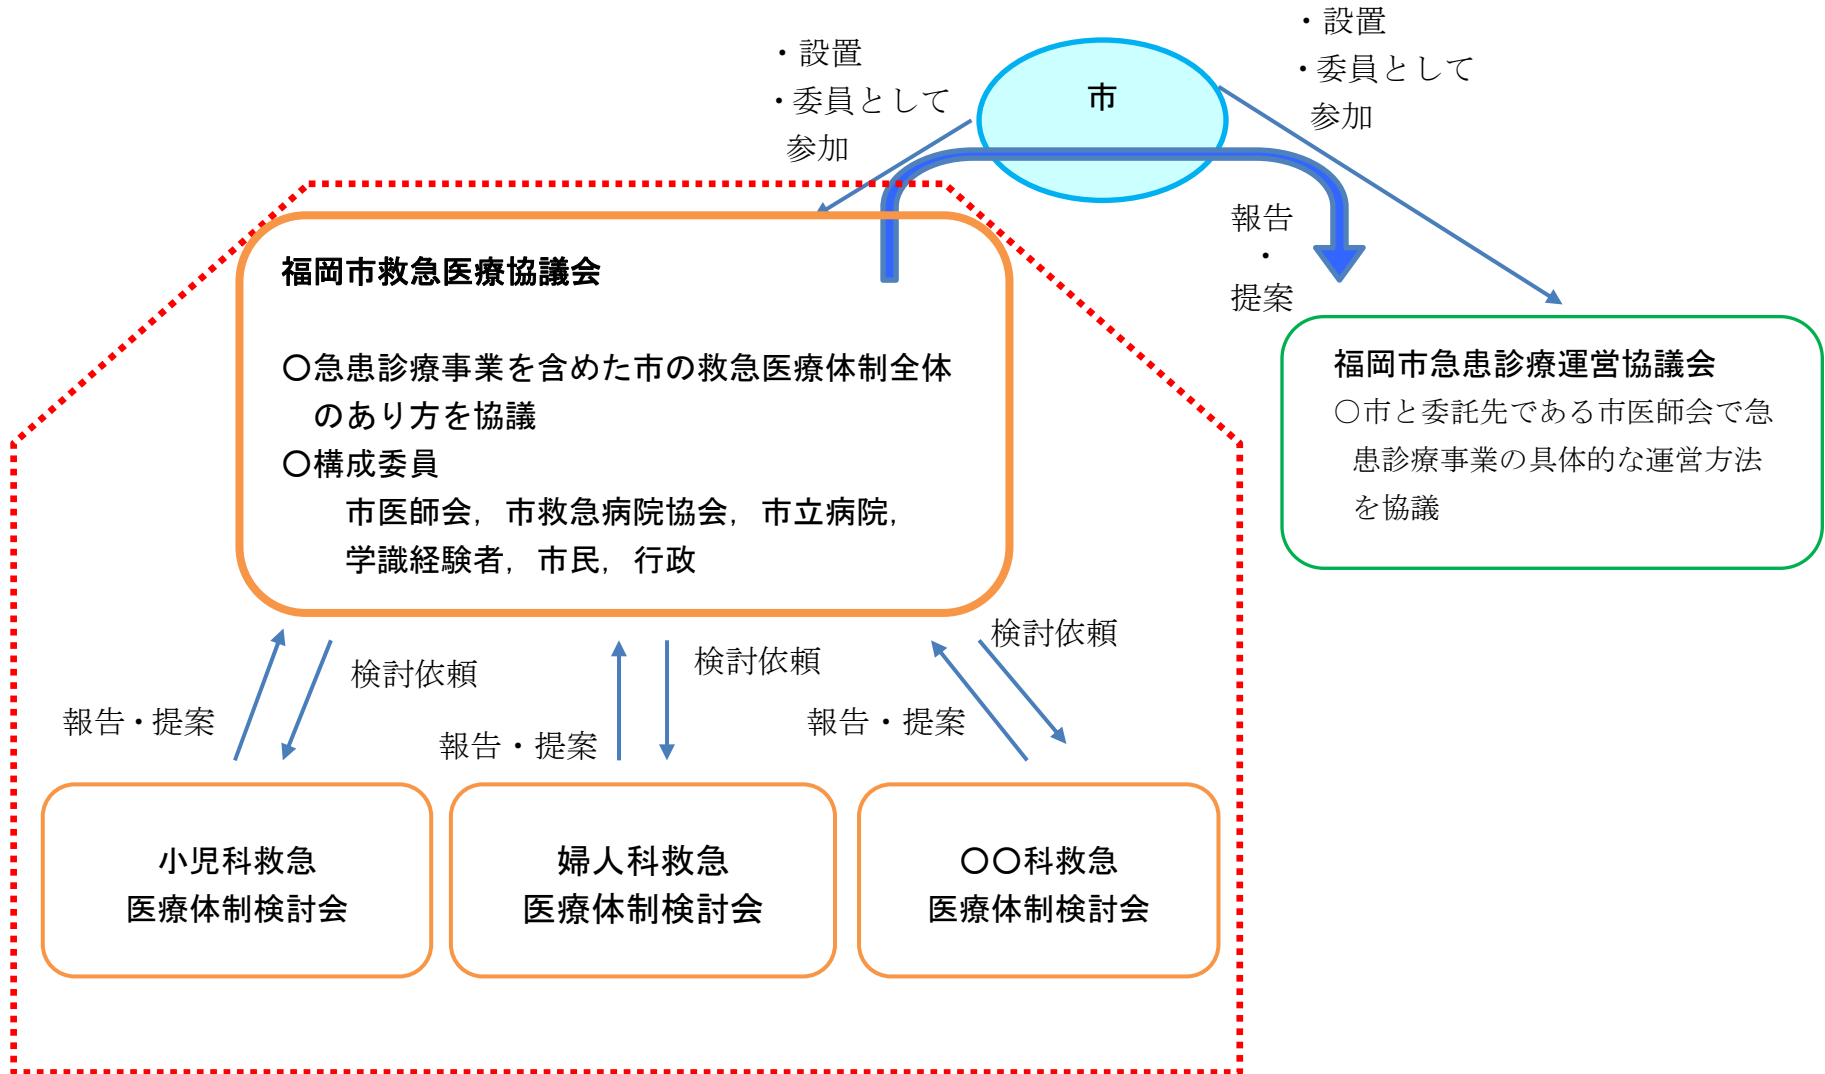 ・設置
・委員として
参加
市
・設置
・委員として
参加
報告
・
提案
福岡市救急医療協議会
〇急患診療事業を含めた市の救急医療体制全体
のあり方を協議
〇構成委員
市医師会，市救急病院協会，市立病院，
学識経験者，市民，行政
福岡市急患診療運営協議会
〇市と委託先である市医師会で急
患診療事業の具体的な運営方法
を協議
報告・提案
検討依頼
報告・提案
検討依頼
報告・提案
検討依頼
小児科救急
医療体制検討会
婦人科救急
医療体制検討会
〇〇科救急
医療体制検討会